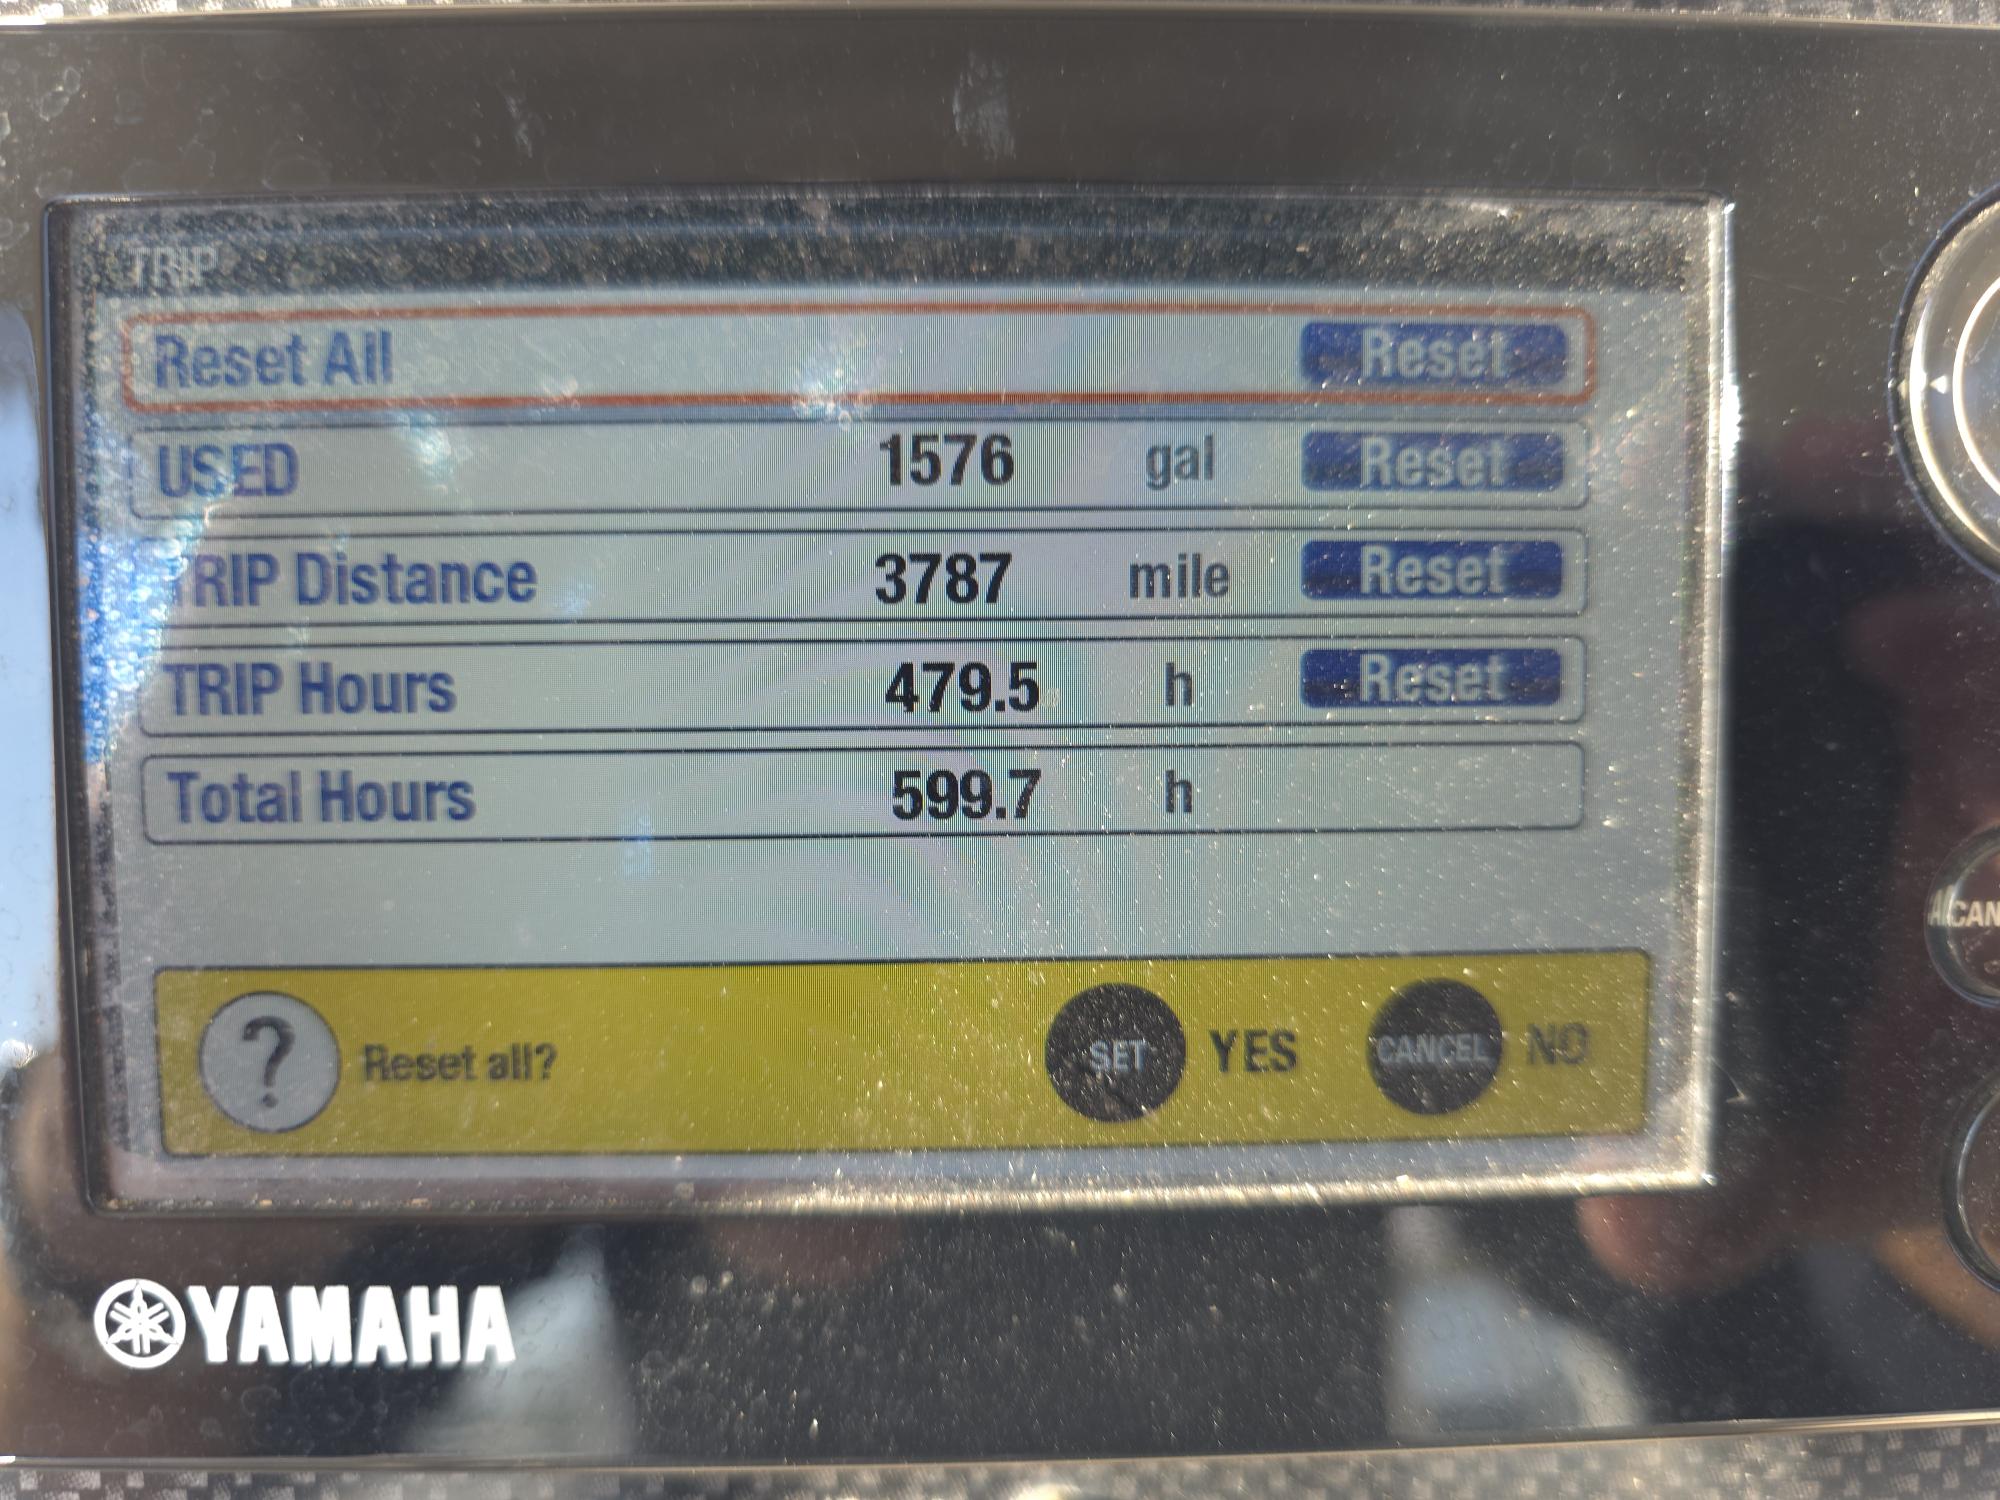 TRIP
Reset All Reset
USED 1576 gal Reset
TRIP Distance 3787 mile Reset
TRIP Hours 479.5 h Reset
Total Hours 599.7 h
? Reset all? SET YES CANCEL NO
YAMAHA